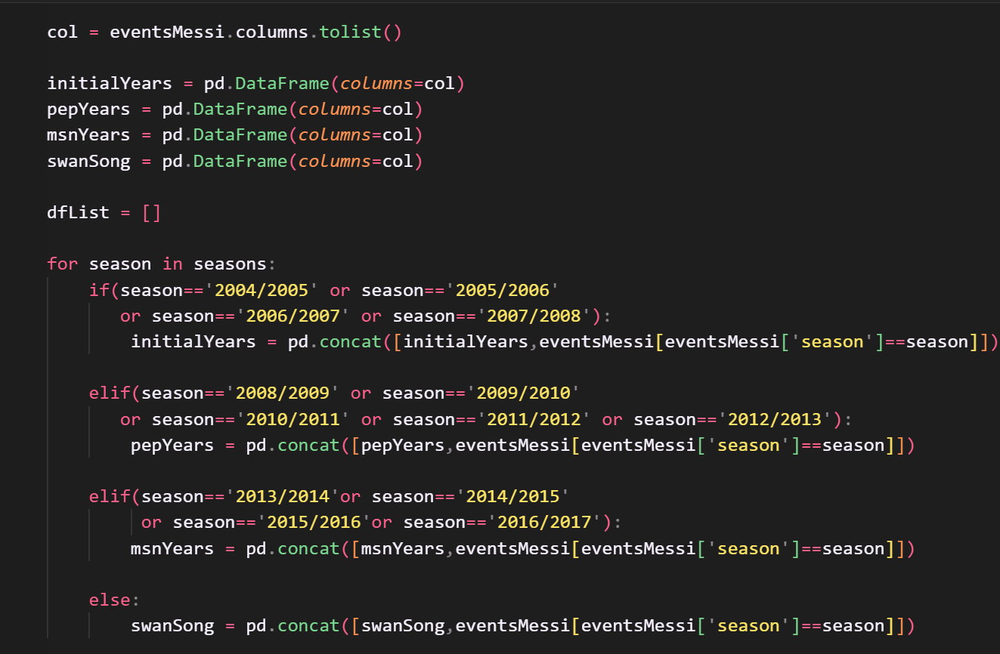 col = eventsMessi.columns.tolist()
initialYears = pd.DataFrame(columns=col)
pepYears = pd.DataFrame(columns=col)
msnYears = pd.DataFrame(columns=col)
swanSong = pd.DataFrame(columns=col)
dfList = []
for season in seasons:
    if(season=='2004/2005' or season=='2005/2006'
       or season=='2006/2007' or season=='2007/2008'):
        initialYears = pd.concat([initialYears,eventsMessi[eventsMessi['season']==season]])
    elif(season=='2008/2009' or season=='2009/2010'
       or season=='2010/2011' or season=='2011/2012' or season=='2012/2013'):
        pepYears = pd.concat([pepYears,eventsMessi[eventsMessi['season']==season]])
    elif(season=='2013/2014'or season=='2014/2015'
         or season=='2015/2016'or season=='2016/2017'):
        msnYears = pd.concat([msnYears,eventsMessi[eventsMessi['season']==season]])
    else:
        swanSong = pd.concat([swanSong,eventsMessi[eventsMessi['season']==season]])